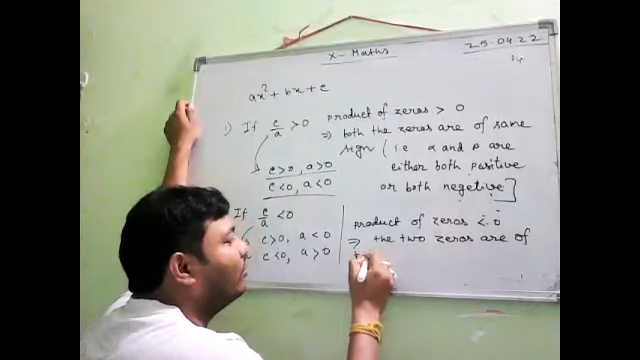 X - Maths
25.04.22
ax² + bx + c
1) If c/a > 0
product of zeros > 0
⇒ both the zeros are of same
sign ( i.e α and β are
either both positive
or both negetive ]
c>0, a>0
c<0, a<0
If c/a < 0
c>0, a<0
c<0, a>0
product of zeros < 0
⇒ the two zeros are of